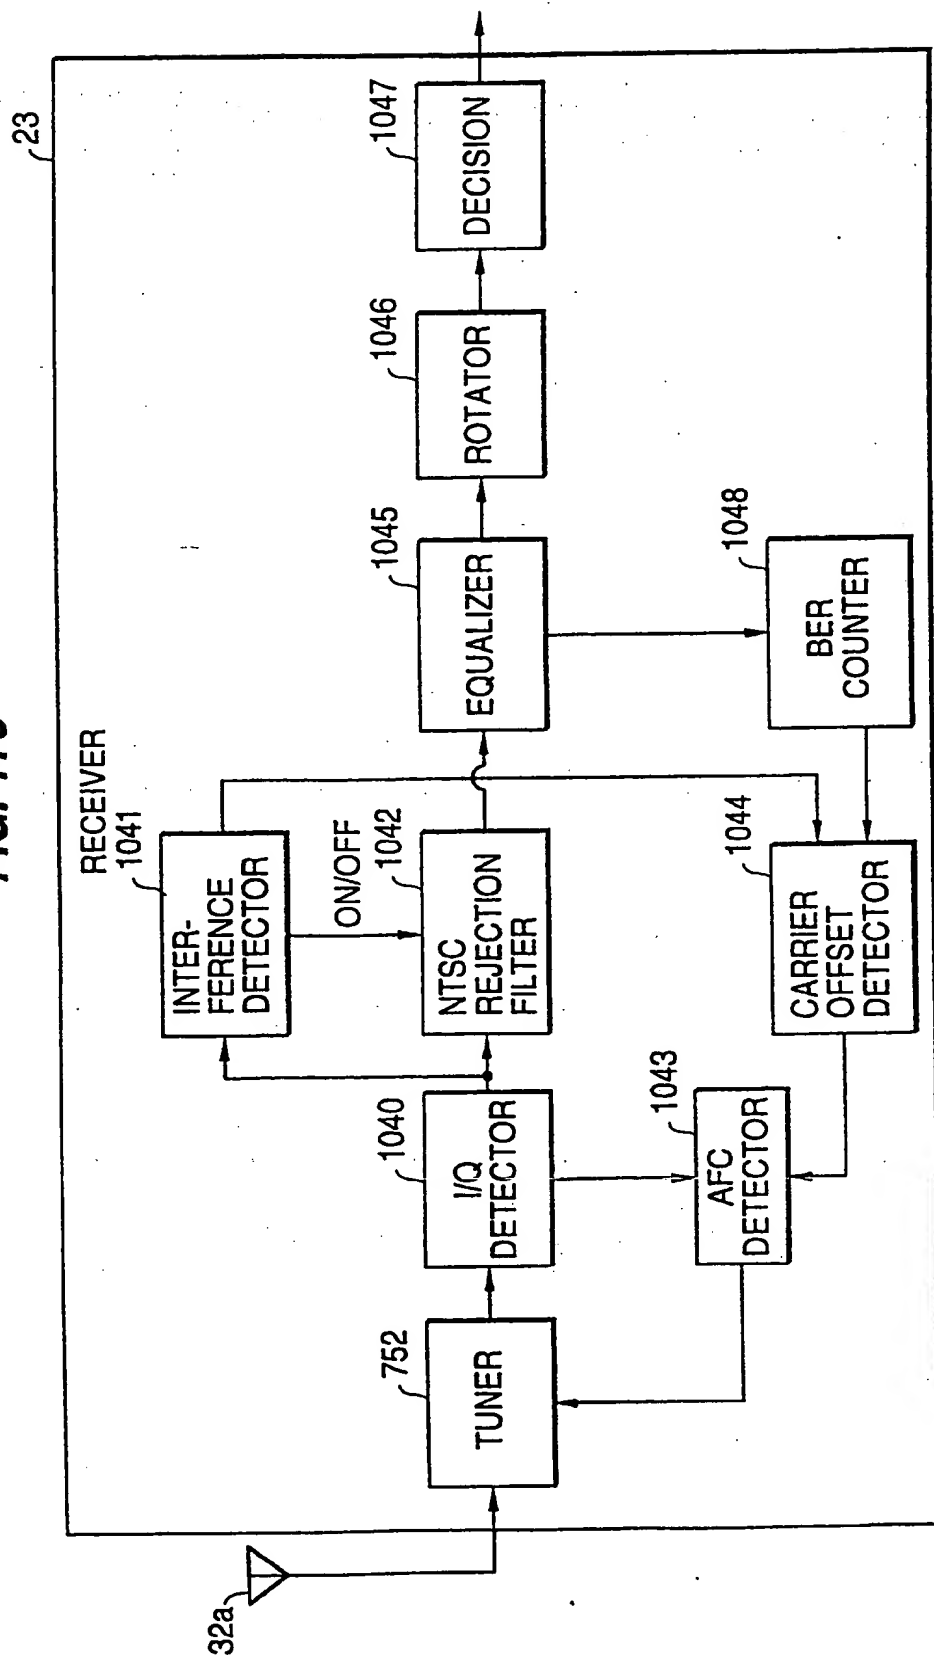 23
RECEIVER
1041
INTER-
FERENCE
DETECTOR
ON/OFF
32a
752
TUNER
1040
I/Q
DETECTOR
1042
NTSC
REJECTION
FILTER
1045
EQUALIZER
1046
ROTATOR
1047
DECISION
1043
AFC
DETECTOR
1044
CARRIER
OFFSET
DETECTOR
1048
BER
COUNTER